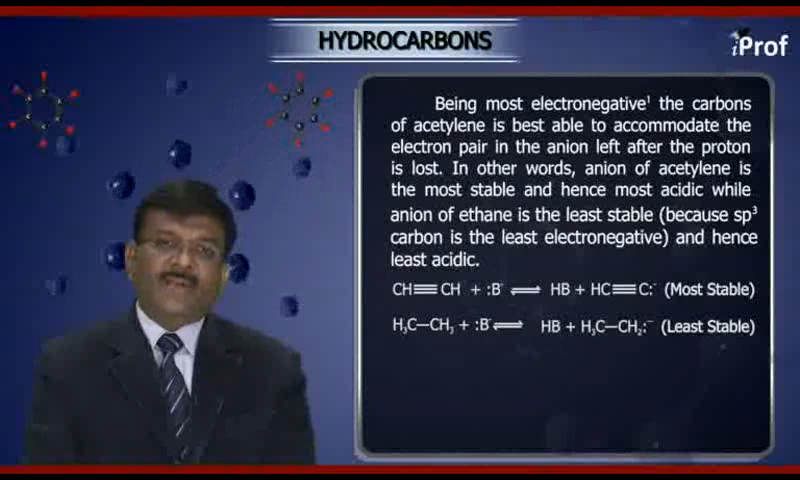 HYDROCARBONS
iProf
Being most electronegative¹ the carbons
of acetylene is best able to accommodate the
electron pair in the anion left after the proton
is lost. In other words, anion of acetylene is
the most stable and hence most acidic while
anion of ethane is the least stable (because sp³
carbon is the least electronegative) and hence
least acidic.
CH≡CH + :B⁻ ⇌ HB + HC≡C:⁻ (Most Stable)
H₃C—CH₃ + :B⁻ ⇌ HB + H₃C—CH₂:⁻ (Least Stable)